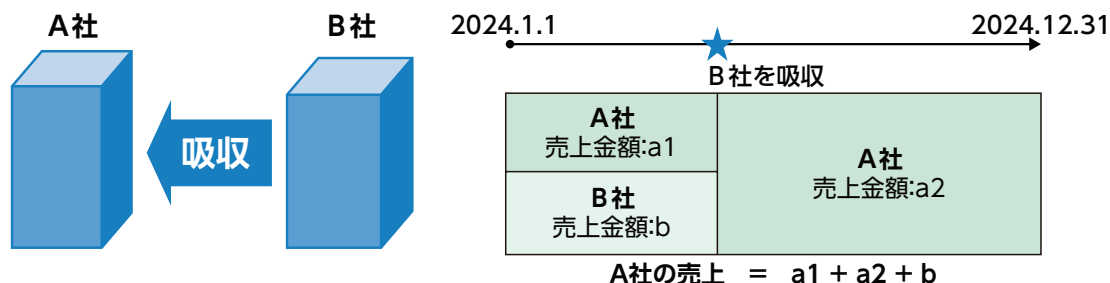 A社
B社
吸収
2024.1.1
2024.12.31
B社を吸収
A社
売上金額:a1
B社
売上金額:b
A社
売上金額:a2
A社の売上 = a1 + a2 + b